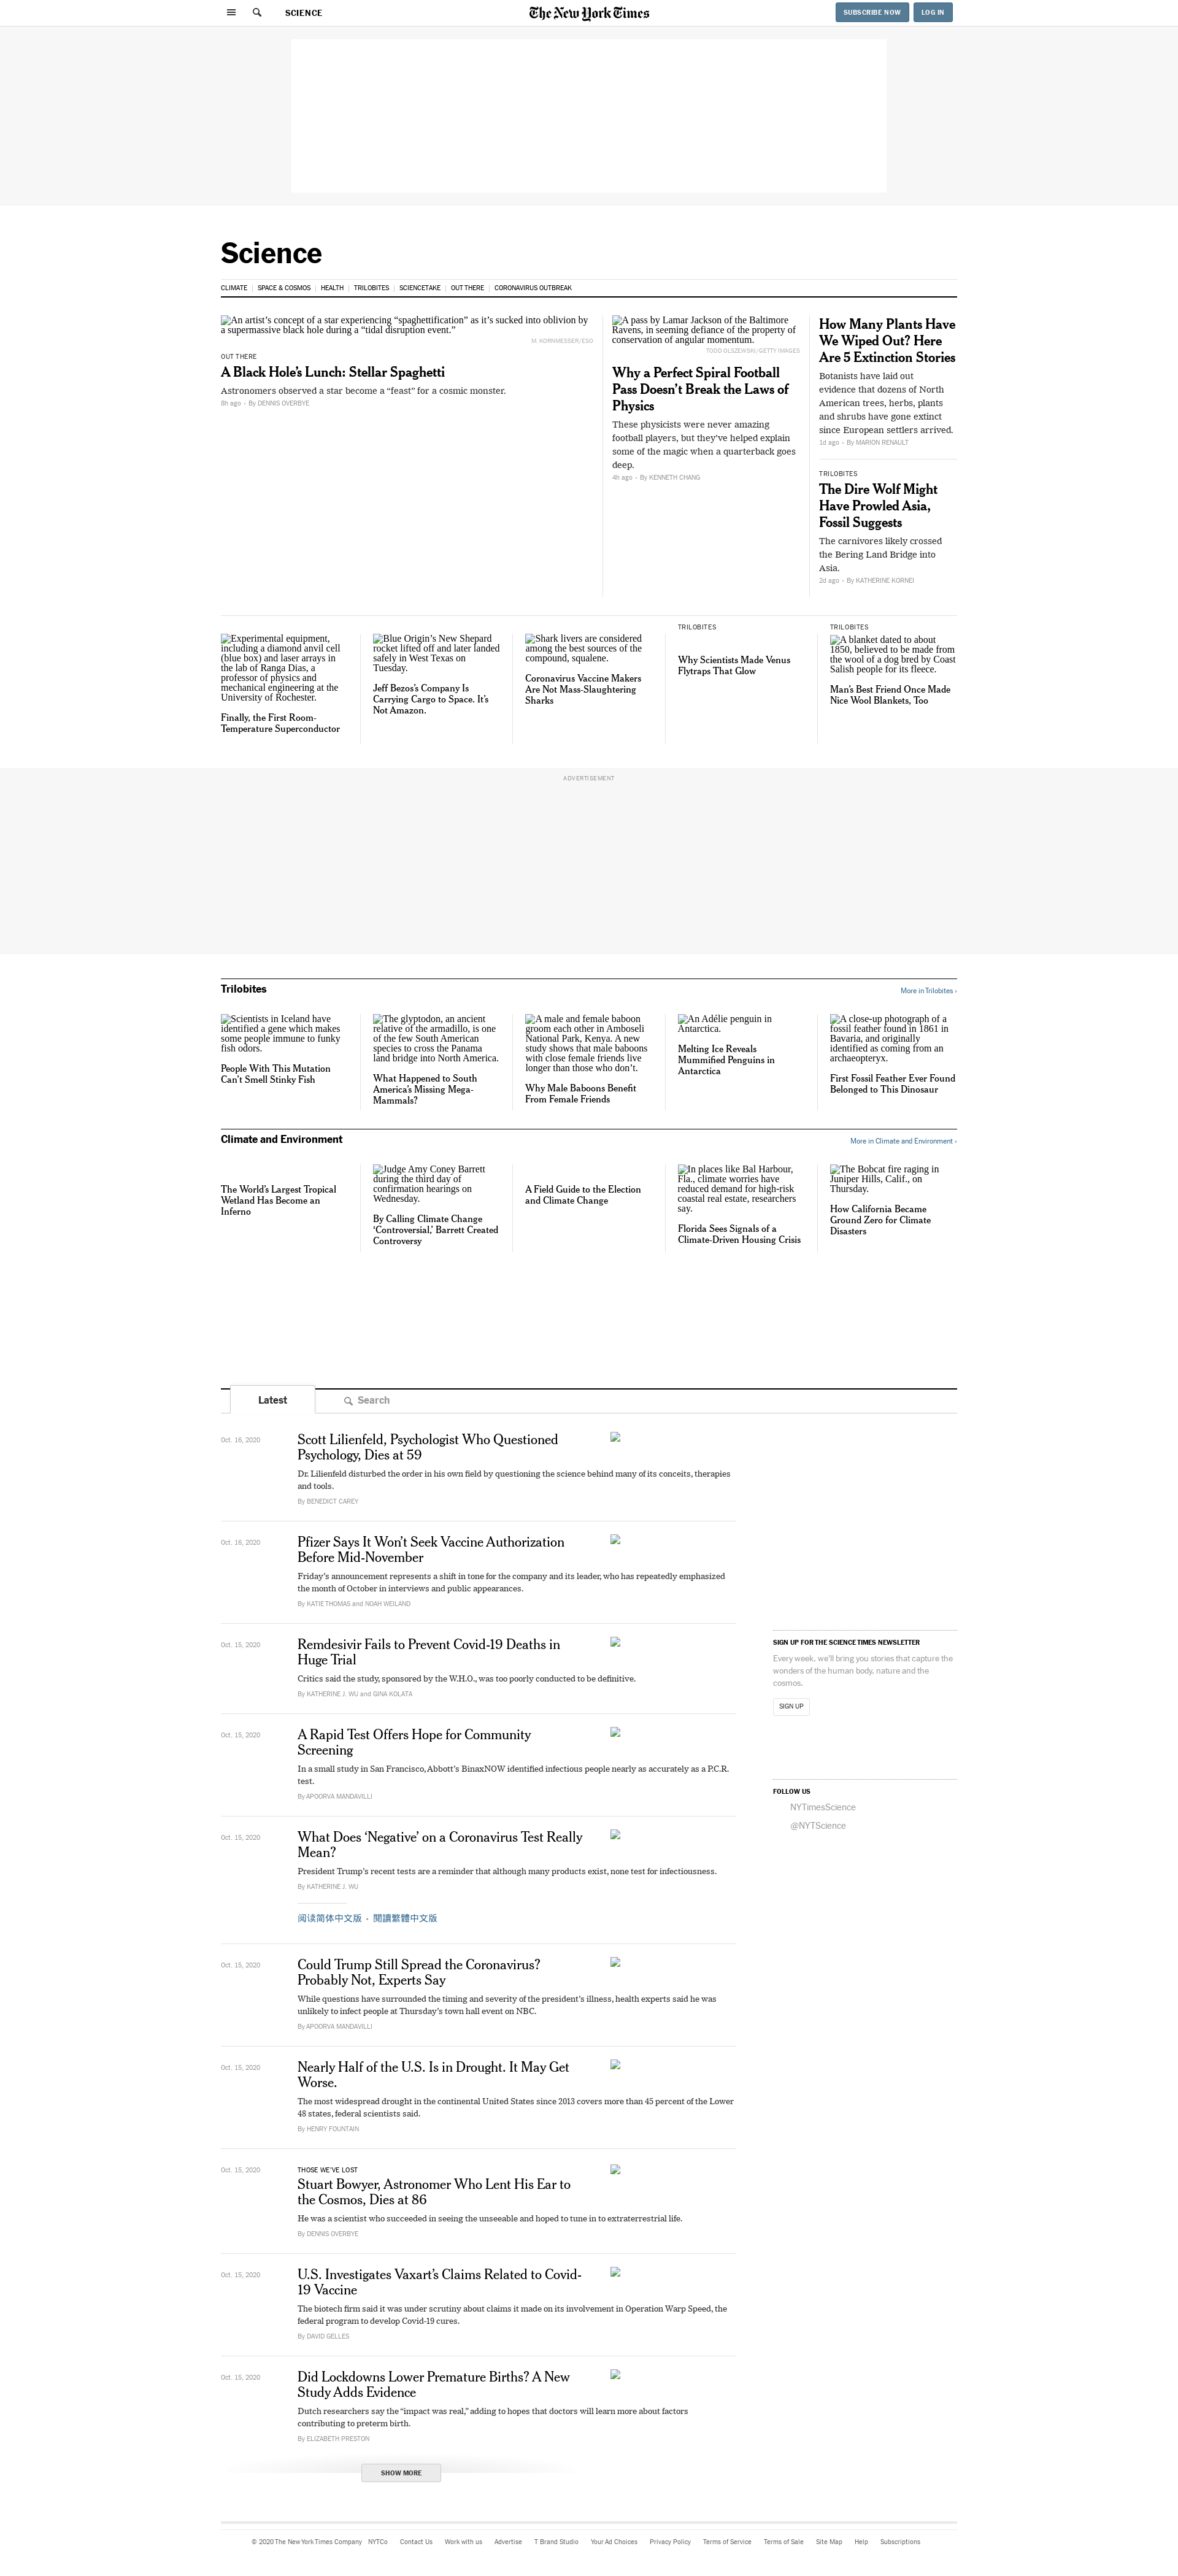 SCIENCE
The New York Times
SUBSCRIBE NOW
LOG IN
Science
CLIMATE
SPACE & COSMOS
HEALTH
TRILOBITES
SCIENCETAKE
OUT THERE
CORONAVIRUS OUTBREAK
An artist’s concept of a star experiencing “spaghettification” as it’s sucked into oblivion by
a supermassive black hole during a “tidal disruption event.”
M. KORNMESSER/ESO
OUT THERE
A Black Hole’s Lunch: Stellar Spaghetti
Astronomers observed a star become a “feast” for a cosmic monster.
8h ago • By DENNIS OVERBYE
A pass by Lamar Jackson of the Baltimore
Ravens, in seeming defiance of the property of
conservation of angular momentum.
TODD OLSZEWSKI/GETTY IMAGES
Why a Perfect Spiral Football
Pass Doesn’t Break the Laws of
Physics
These physicists were never amazing
football players, but they’ve helped explain
some of the magic when a quarterback goes
deep.
4h ago • By KENNETH CHANG
How Many Plants Have
We Wiped Out? Here
Are 5 Extinction Stories
Botanists have laid out
evidence that dozens of North
American trees, herbs, plants
and shrubs have gone extinct
since European settlers arrived.
1d ago • By MARION RENAULT
TRILOBITES
The Dire Wolf Might
Have Prowled Asia,
Fossil Suggests
The carnivores likely crossed
the Bering Land Bridge into
Asia.
2d ago • By KATHERINE KORNEI
Experimental equipment,
including a diamond anvil cell
(blue box) and laser arrays in
the lab of Ranga Dias, a
professor of physics and
mechanical engineering at the
University of Rochester.
Finally, the First Room-
Temperature Superconductor
Blue Origin’s New Shepard
rocket lifted off and later landed
safely in West Texas on
Tuesday.
Jeff Bezos’s Company Is
Carrying Cargo to Space. It’s
Not Amazon.
Shark livers are considered
among the best sources of the
compound, squalene.
Coronavirus Vaccine Makers
Are Not Mass-Slaughtering
Sharks
TRILOBITES
Why Scientists Made Venus
Flytraps That Glow
TRILOBITES
A blanket dated to about
1850, believed to be made from
the wool of a dog bred by Coast
Salish people for its fleece.
Man’s Best Friend Once Made
Nice Wool Blankets, Too
ADVERTISEMENT
Trilobites
More in Trilobites ›
Scientists in Iceland have
identified a gene which makes
some people immune to funky
fish odors.
People With This Mutation
Can’t Smell Stinky Fish
The glyptodon, an ancient
relative of the armadillo, is one
of the few South American
species to cross the Panama
land bridge into North America.
What Happened to South
America’s Missing Mega-
Mammals?
A male and female baboon
groom each other in Amboseli
National Park, Kenya. A new
study shows that male baboons
with close female friends live
longer than those who don’t.
Why Male Baboons Benefit
From Female Friends
An Adélie penguin in
Antarctica.
Melting Ice Reveals
Mummified Penguins in
Antarctica
A close-up photograph of a
fossil feather found in 1861 in
Bavaria, and originally
identified as coming from an
archaeopteryx.
First Fossil Feather Ever Found
Belonged to This Dinosaur
Climate and Environment
More in Climate and Environment ›
The World’s Largest Tropical
Wetland Has Become an
Inferno
Judge Amy Coney Barrett
during the third day of
confirmation hearings on
Wednesday.
By Calling Climate Change
‘Controversial,’ Barrett Created
Controversy
A Field Guide to the Election
and Climate Change
In places like Bal Harbour,
Fla., climate worries have
reduced demand for high-risk
coastal real estate, researchers
say.
Florida Sees Signals of a
Climate-Driven Housing Crisis
The Bobcat fire raging in
Juniper Hills, Calif., on
Thursday.
How California Became
Ground Zero for Climate
Disasters
Latest
Search
Oct. 16, 2020
Scott Lilienfeld, Psychologist Who Questioned
Psychology, Dies at 59
Dr. Lilienfeld disturbed the order in his own field by questioning the science behind many of its conceits, therapies
and tools.
By BENEDICT CAREY
Oct. 16, 2020
Pfizer Says It Won’t Seek Vaccine Authorization
Before Mid-November
Friday’s announcement represents a shift in tone for the company and its leader, who has repeatedly emphasized
the month of October in interviews and public appearances.
By KATIE THOMAS and NOAH WEILAND
Oct. 15, 2020
Remdesivir Fails to Prevent Covid-19 Deaths in
Huge Trial
Critics said the study, sponsored by the W.H.O., was too poorly conducted to be definitive.
By KATHERINE J. WU and GINA KOLATA
Oct. 15, 2020
A Rapid Test Offers Hope for Community
Screening
In a small study in San Francisco, Abbott’s BinaxNOW identified infectious people nearly as accurately as a P.C.R.
test.
By APOORVA MANDAVILLI
Oct. 15, 2020
What Does ‘Negative’ on a Coronavirus Test Really
Mean?
President Trump’s recent tests are a reminder that although many products exist, none test for infectiousness.
By KATHERINE J. WU
阅读简体中文版 • 閱讀繁體中文版
Oct. 15, 2020
Could Trump Still Spread the Coronavirus?
Probably Not, Experts Say
While questions have surrounded the timing and severity of the president’s illness, health experts said he was
unlikely to infect people at Thursday’s town hall event on NBC.
By APOORVA MANDAVILLI
Oct. 15, 2020
Nearly Half of the U.S. Is in Drought. It May Get
Worse.
The most widespread drought in the continental United States since 2013 covers more than 45 percent of the Lower
48 states, federal scientists said.
By HENRY FOUNTAIN
Oct. 15, 2020
THOSE WE’VE LOST
Stuart Bowyer, Astronomer Who Lent His Ear to
the Cosmos, Dies at 86
He was a scientist who succeeded in seeing the unseeable and hoped to tune in to extraterrestrial life.
By DENNIS OVERBYE
Oct. 15, 2020
U.S. Investigates Vaxart’s Claims Related to Covid-
19 Vaccine
The biotech firm said it was under scrutiny about claims it made on its involvement in Operation Warp Speed, the
federal program to develop Covid-19 cures.
By DAVID GELLES
Oct. 15, 2020
Did Lockdowns Lower Premature Births? A New
Study Adds Evidence
Dutch researchers say the “impact was real,” adding to hopes that doctors will learn more about factors
contributing to preterm birth.
By ELIZABETH PRESTON
SHOW MORE
SIGN UP FOR THE SCIENCE TIMES NEWSLETTER
Every week, we’ll bring you stories that capture the
wonders of the human body, nature and the
cosmos.
SIGN UP
FOLLOW US
NYTimesScience
@NYTScience
© 2020 The New York Times Company
NYTCo
Contact Us
Work with us
Advertise
T Brand Studio
Your Ad Choices
Privacy Policy
Terms of Service
Terms of Sale
Site Map
Help
Subscriptions